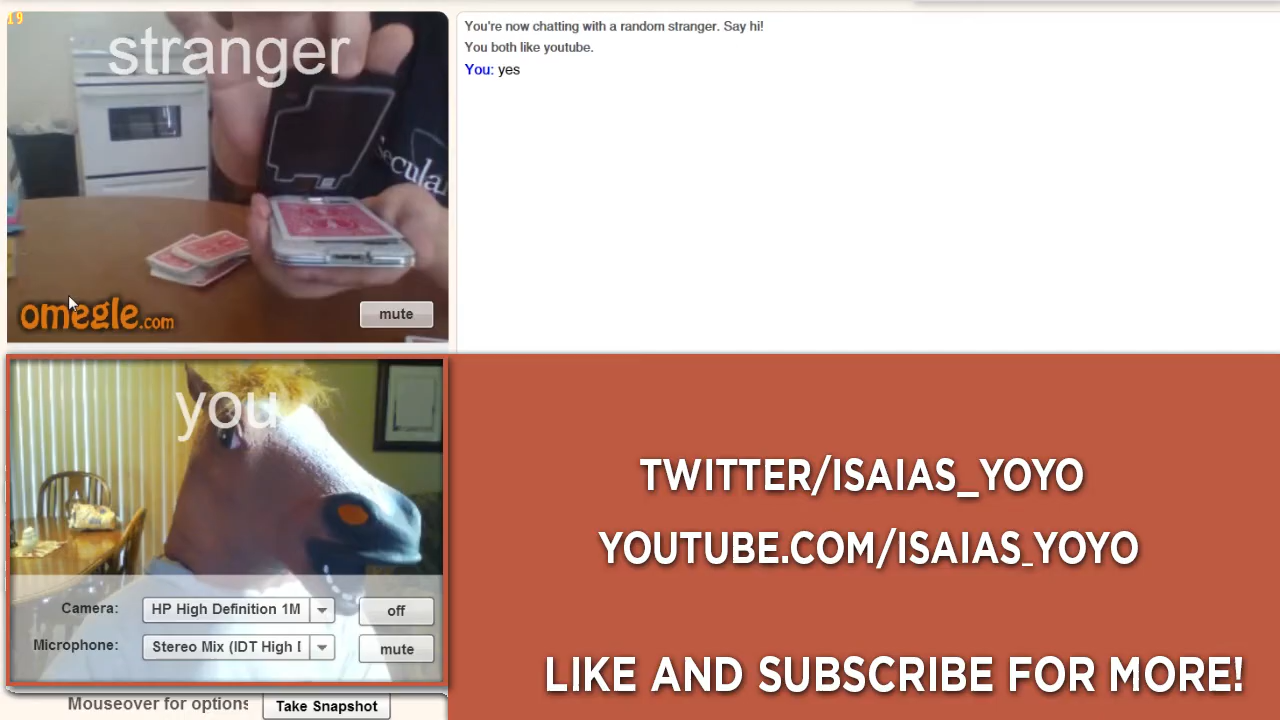 19
stranger
ecular
omegle.com
mute
You're now chatting with a random stranger. Say hi!
You both like youtube.
You: yes
you
Camera:
HP High Definition 1M
off
Microphone:
Stereo Mix (IDT High I
mute
Mouseover for options
Take Snapshot
TWITTER/ISAIAS_YOYO
YOUTUBE.COM/ISAIAS_YOYO
LIKE AND SUBSCRIBE FOR MORE!